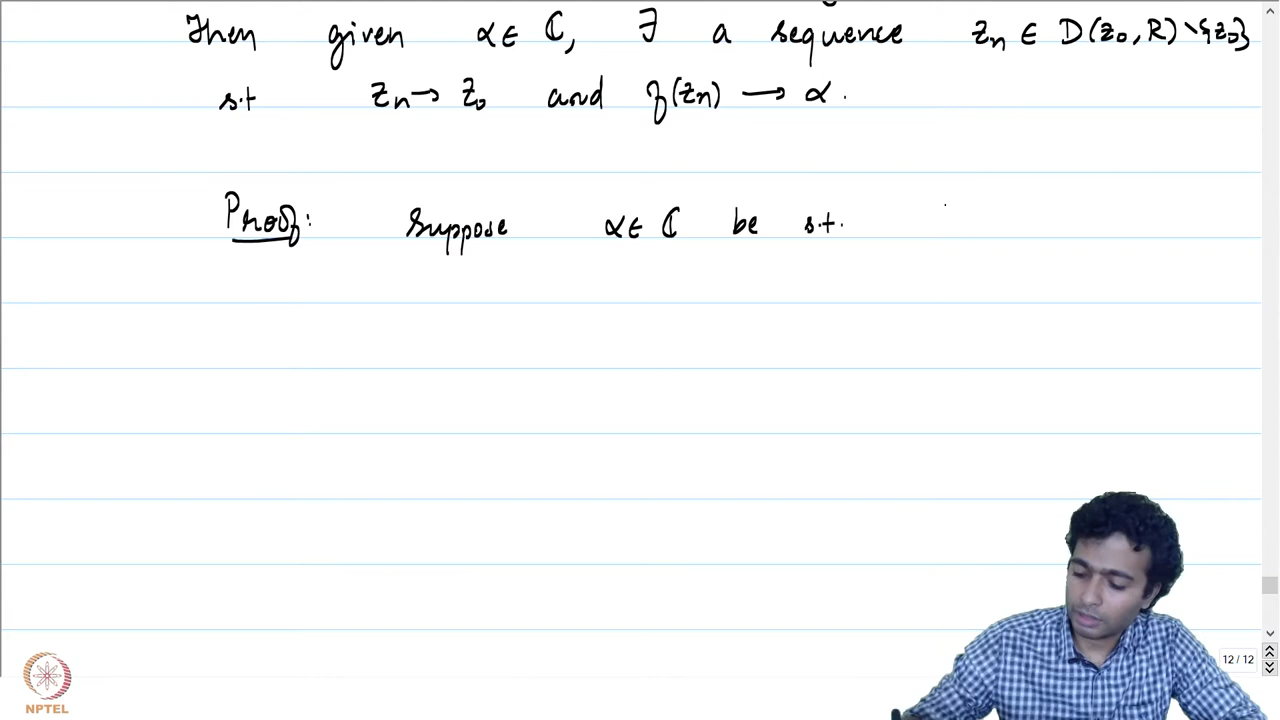 Then given α ∈ ℂ, ∃ a sequence zn ∈ D(z0, R) \ {z0}
s.t zn → z0 and f(zn) → α.
Proof: Suppose α ∈ ℂ be s.t.
12 / 12
NPTEL